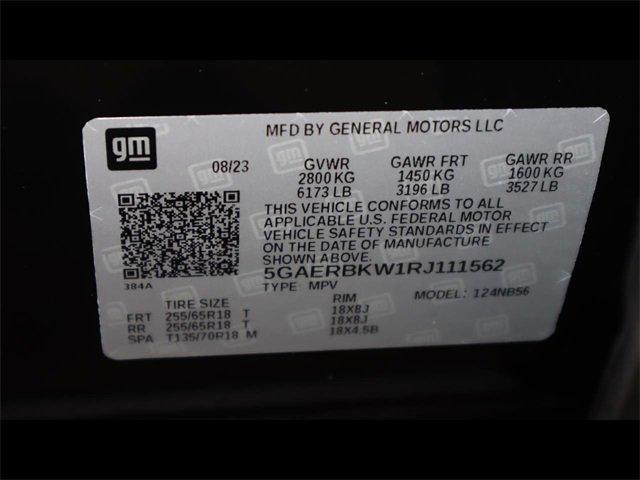 gm
MFD BY GENERAL MOTORS LLC
08/23 GVWR GAWR FRT GAWR RR
2800 KG 1450 KG 1600 KG
6173 LB 3196 LB 3527 LB
THIS VEHICLE CONFORMS TO ALL
APPLICABLE U.S. FEDERAL MOTOR
VEHICLE SAFETY STANDARDS IN EFFECT
ON THE DATE OF MANUFACTURE
SHOWN ABOVE.
5GAERBKW1RJ111562
384A
TYPE: MPV MODEL: 124NB56
TIRE SIZE RIM
FRT 255/65R18 T 18X8J
RR 255/65R18 T 18X8J
SPA T135/70R18 M 18X4.5B